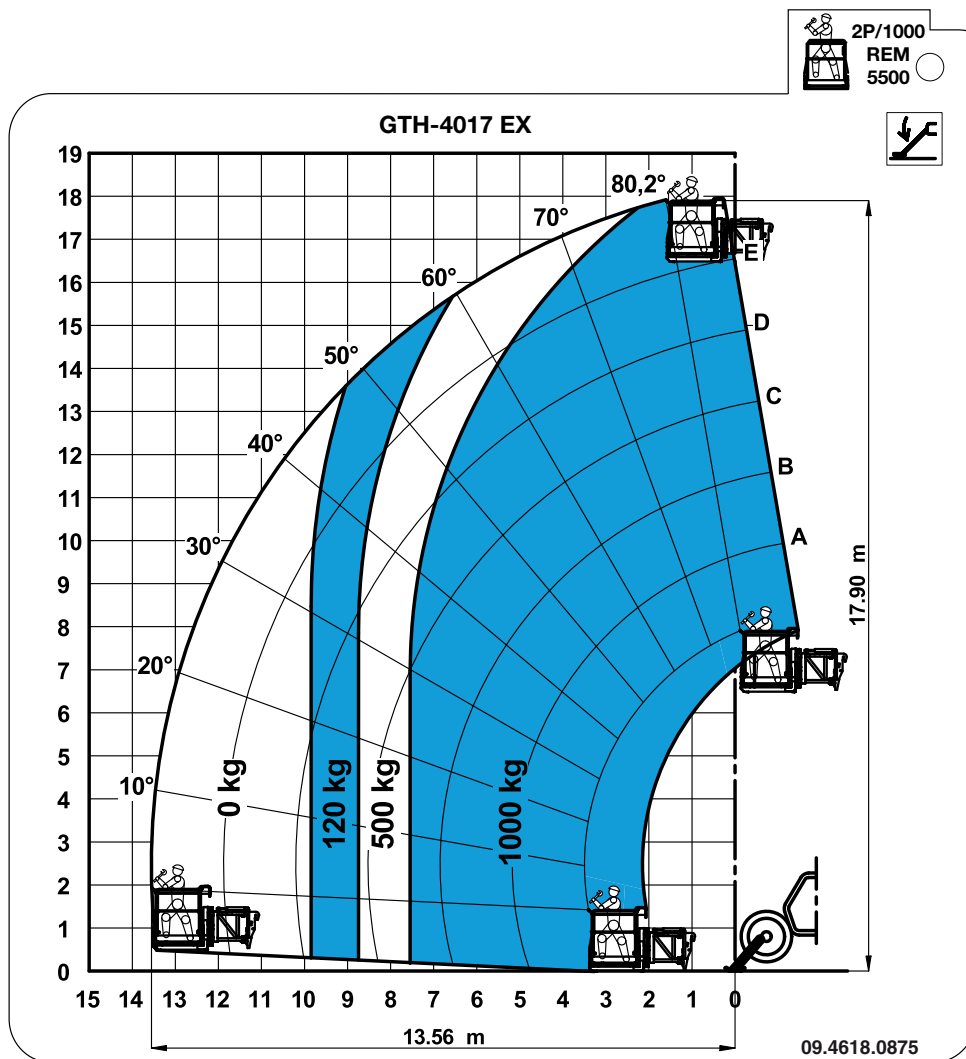 2P/1000
REM
5500
GTH-4017 EX
19
18
17
16
15
14
13
12
11
10
9
8
7
6
5
4
3
2
1
0
80,2°
70°
60°
50°
40°
30°
20°
10°
E
D
C
B
A
0 kg
120 kg
500 kg
1000 kg
17.90 m
15 14 13 12 11 10 9 8 7 6 5 4 3 2 1 0
13.56 m
09.4618.0875